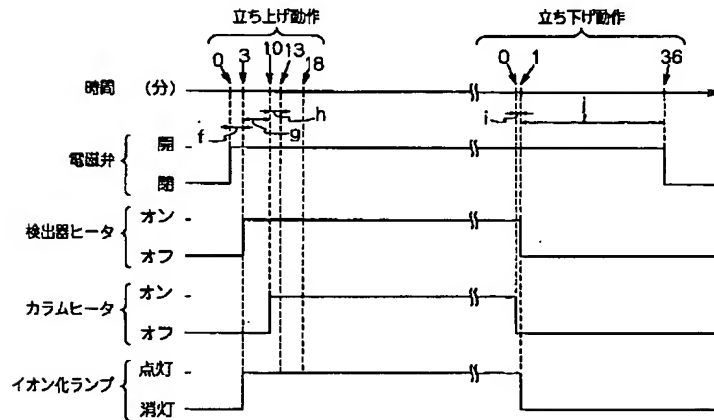 立ち上げ動作 立ち下げ動作
0 3 10 13 18 0 1 36
時間 (分)
f g h i j
電磁弁 開
閉
検出器ヒータ オン
オフ
カラムヒータ オン
オフ
イオン化ランプ 点灯
消灯